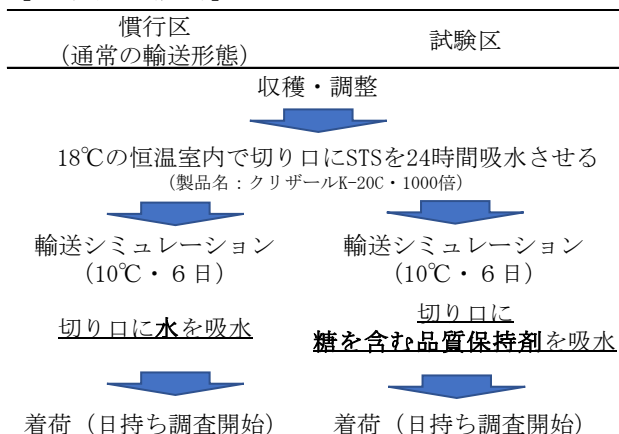 慣行区
(通常の輸送形態)
試験区
収穫・調整
18℃の恒温室内で切り口にSTSを24時間吸水させる
(製品名：クリザールK-20C・1000倍)
輸送シミュレーション
(10℃・６日)
輸送シミュレーション
(10℃・６日)
切り口に水を吸水
切り口に
糖を含む品質保持剤を吸水
着荷（日持ち調査開始）
着荷（日持ち調査開始）